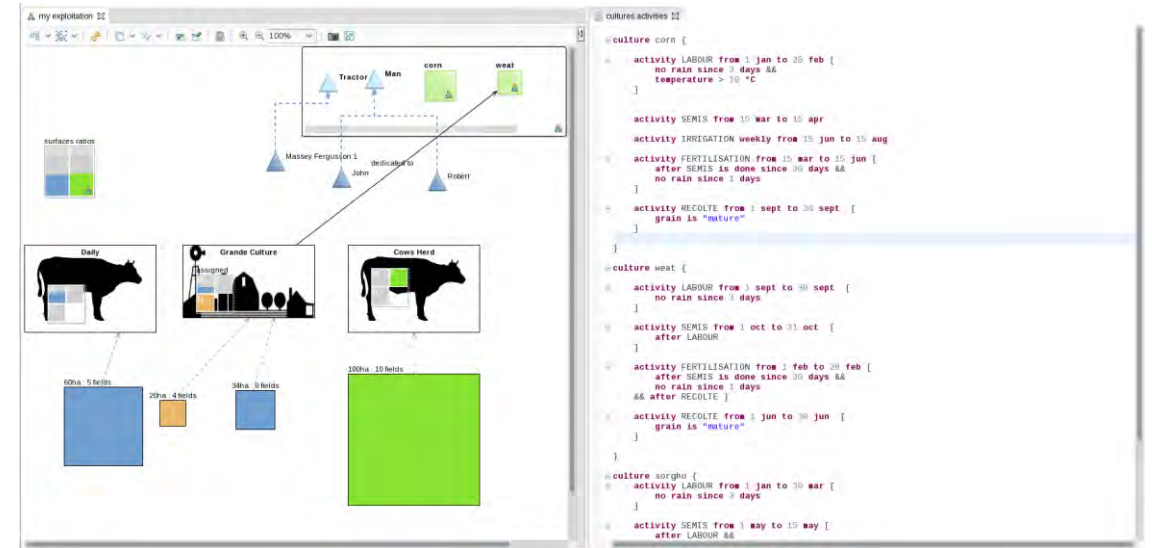 my exploitation
100%
Tractor
Man
corn
weat
surfaces ratios
Massey Fergusson 1
dedicated to
John
Robert
Daily
Grande Culture
Cows Herd
assigned
60ha : 5 fields
20ha : 4 fields
34ha : 9 fields
100ha : 10 fields
cultures activities
culture corn {
activity LABOUR from 1 jan to 28 feb [
no rain since 3 days &&
temperature > 10 °C
]
activity SEMIS from 15 mar to 15 apr
activity IRRIGATION weekly from 15 jun to 15 aug
activity FERTILISATION from 15 mar to 15 jun [
after SEMIS is done since 30 days &&
no rain since 1 days
]
activity RECOLTE from 1 sept to 30 sept [
grain is "mature"
]
}
culture weat {
activity LABOUR from 1 sept to 30 sept [
no rain since 3 days
]
activity SEMIS from 1 oct to 31 oct [
after LABOUR
]
activity FERTILISATION from 1 feb to 28 feb [
after SEMIS is done since 30 days &&
no rain since 1 days
&& after RECOLTE ]
activity RECOLTE from 1 jun to 30 jun [
grain is "mature"
]
}
culture sorgho {
activity LABOUR from 1 jan to 30 mar [
no rain since 3 days
]
activity SEMIS from 1 may to 15 may [
after LABOUR &&